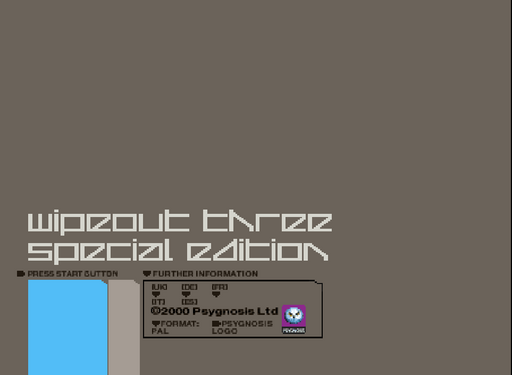 wipeout three
special edition
PRESS START BUTTON
FURTHER INFORMATION
[UK] [DE] [FR]
[IT] [ES]
©2000 Psygnosis Ltd
FORMAT: PAL
PSYGNOSIS LOGO
PSYGNOSIS